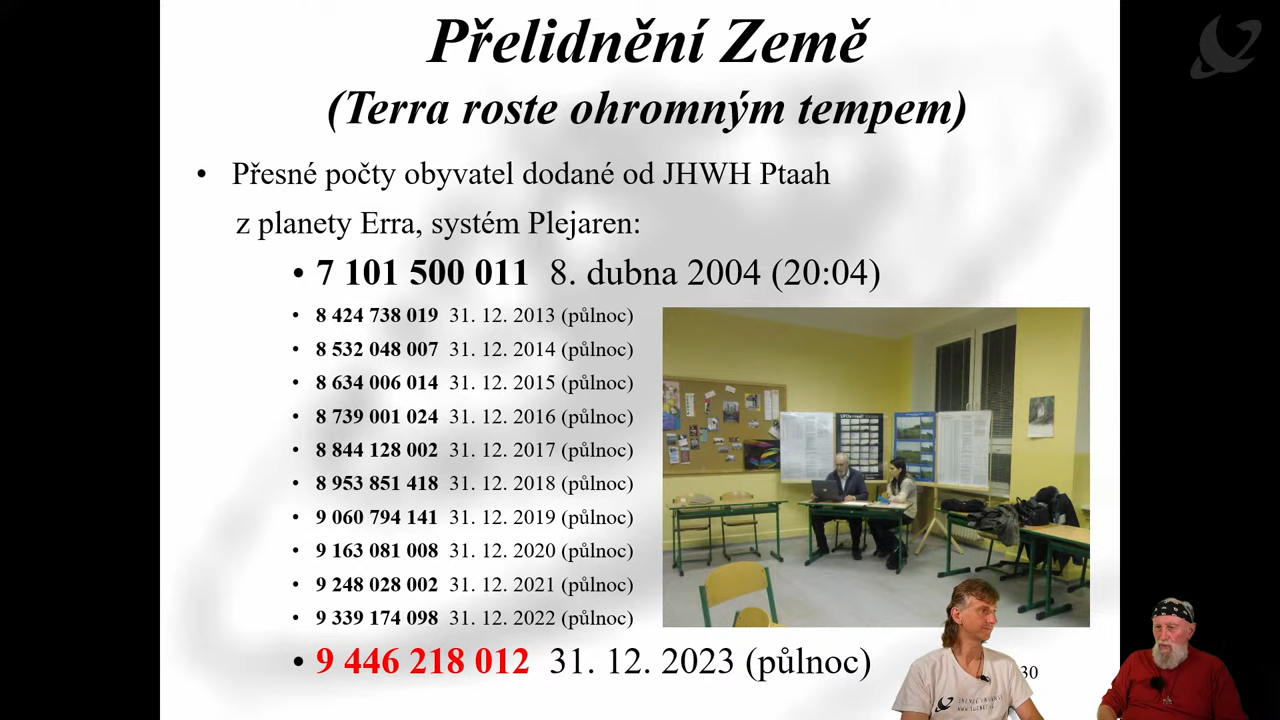 Přelidnění Země
(Terra roste ohromným tempem)
• Přesné počty obyvatel dodané od JHWH Ptaah
z planety Erra, systém Plejaren:
• 7 101 500 011 8. dubna 2004 (20:04)
• 8 424 738 019 31. 12. 2013 (půlnoc)
• 8 532 048 007 31. 12. 2014 (půlnoc)
• 8 634 006 014 31. 12. 2015 (půlnoc)
• 8 739 001 024 31. 12. 2016 (půlnoc)
• 8 844 128 002 31. 12. 2017 (půlnoc)
• 8 953 851 418 31. 12. 2018 (půlnoc)
• 9 060 794 141 31. 12. 2019 (půlnoc)
• 9 163 081 008 31. 12. 2020 (půlnoc)
• 9 248 028 002 31. 12. 2021 (půlnoc)
• 9 339 174 098 31. 12. 2022 (půlnoc)
• 9 446 218 012 31. 12. 2023 (půlnoc)
30